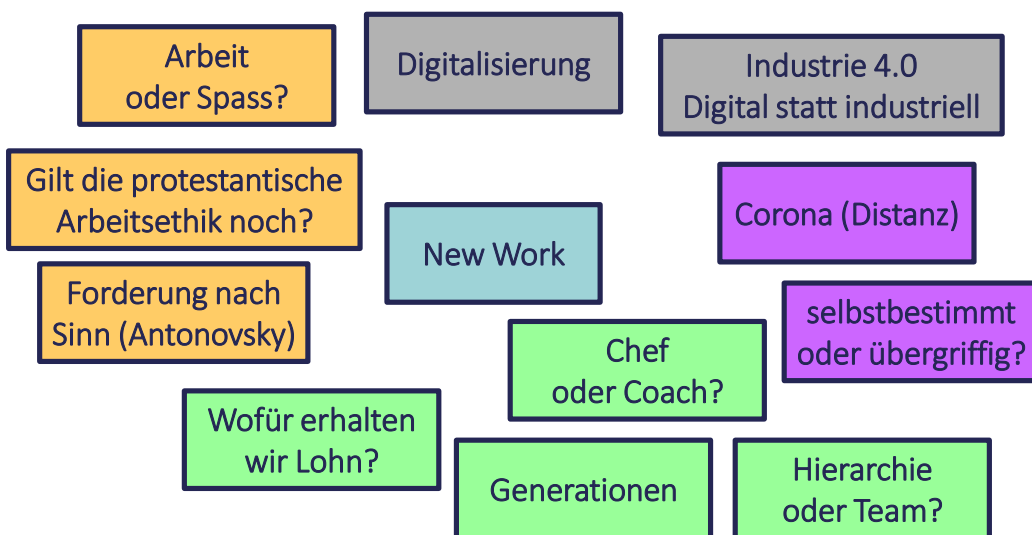 Arbeit
oder Spass?
Digitalisierung
Industrie 4.0
Digital statt industriell
Gilt die protestantische
Arbeitsethik noch?
New Work
Corona (Distanz)
Forderung nach
Sinn (Antonovsky)
selbstbestimmt
oder übergriffig?
Chef
oder Coach?
Wofür erhalten
wir Lohn?
Generationen
Hierarchie
oder Team?